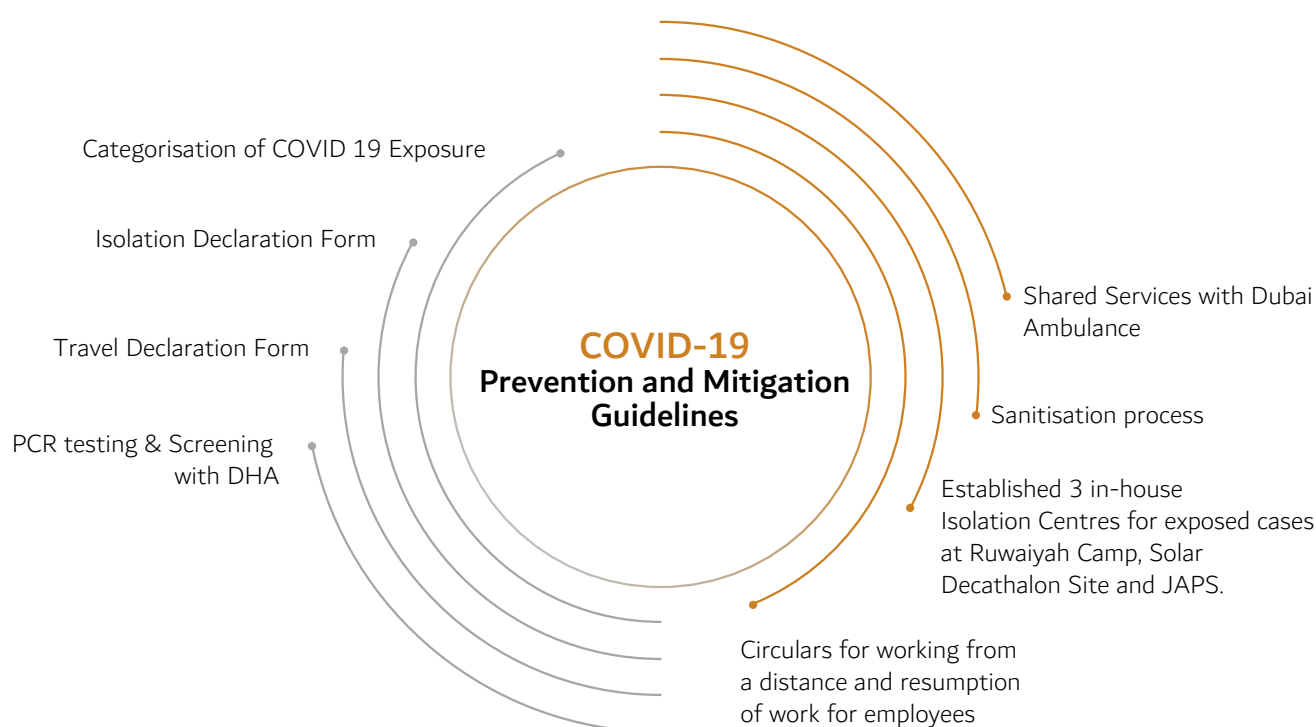 Categorisation of COVID 19 Exposure
Isolation Declaration Form
Travel Declaration Form
PCR testing & Screening
with DHA
COVID-19
Prevention and Mitigation
Guidelines
Shared Services with Dubai
Ambulance
Sanitisation process
Established 3 in-house
Isolation Centres for exposed cases
at Ruwaiyah Camp, Solar
Decathalon Site and JAPS.
Circulars for working from
a distance and resumption
of work for employees